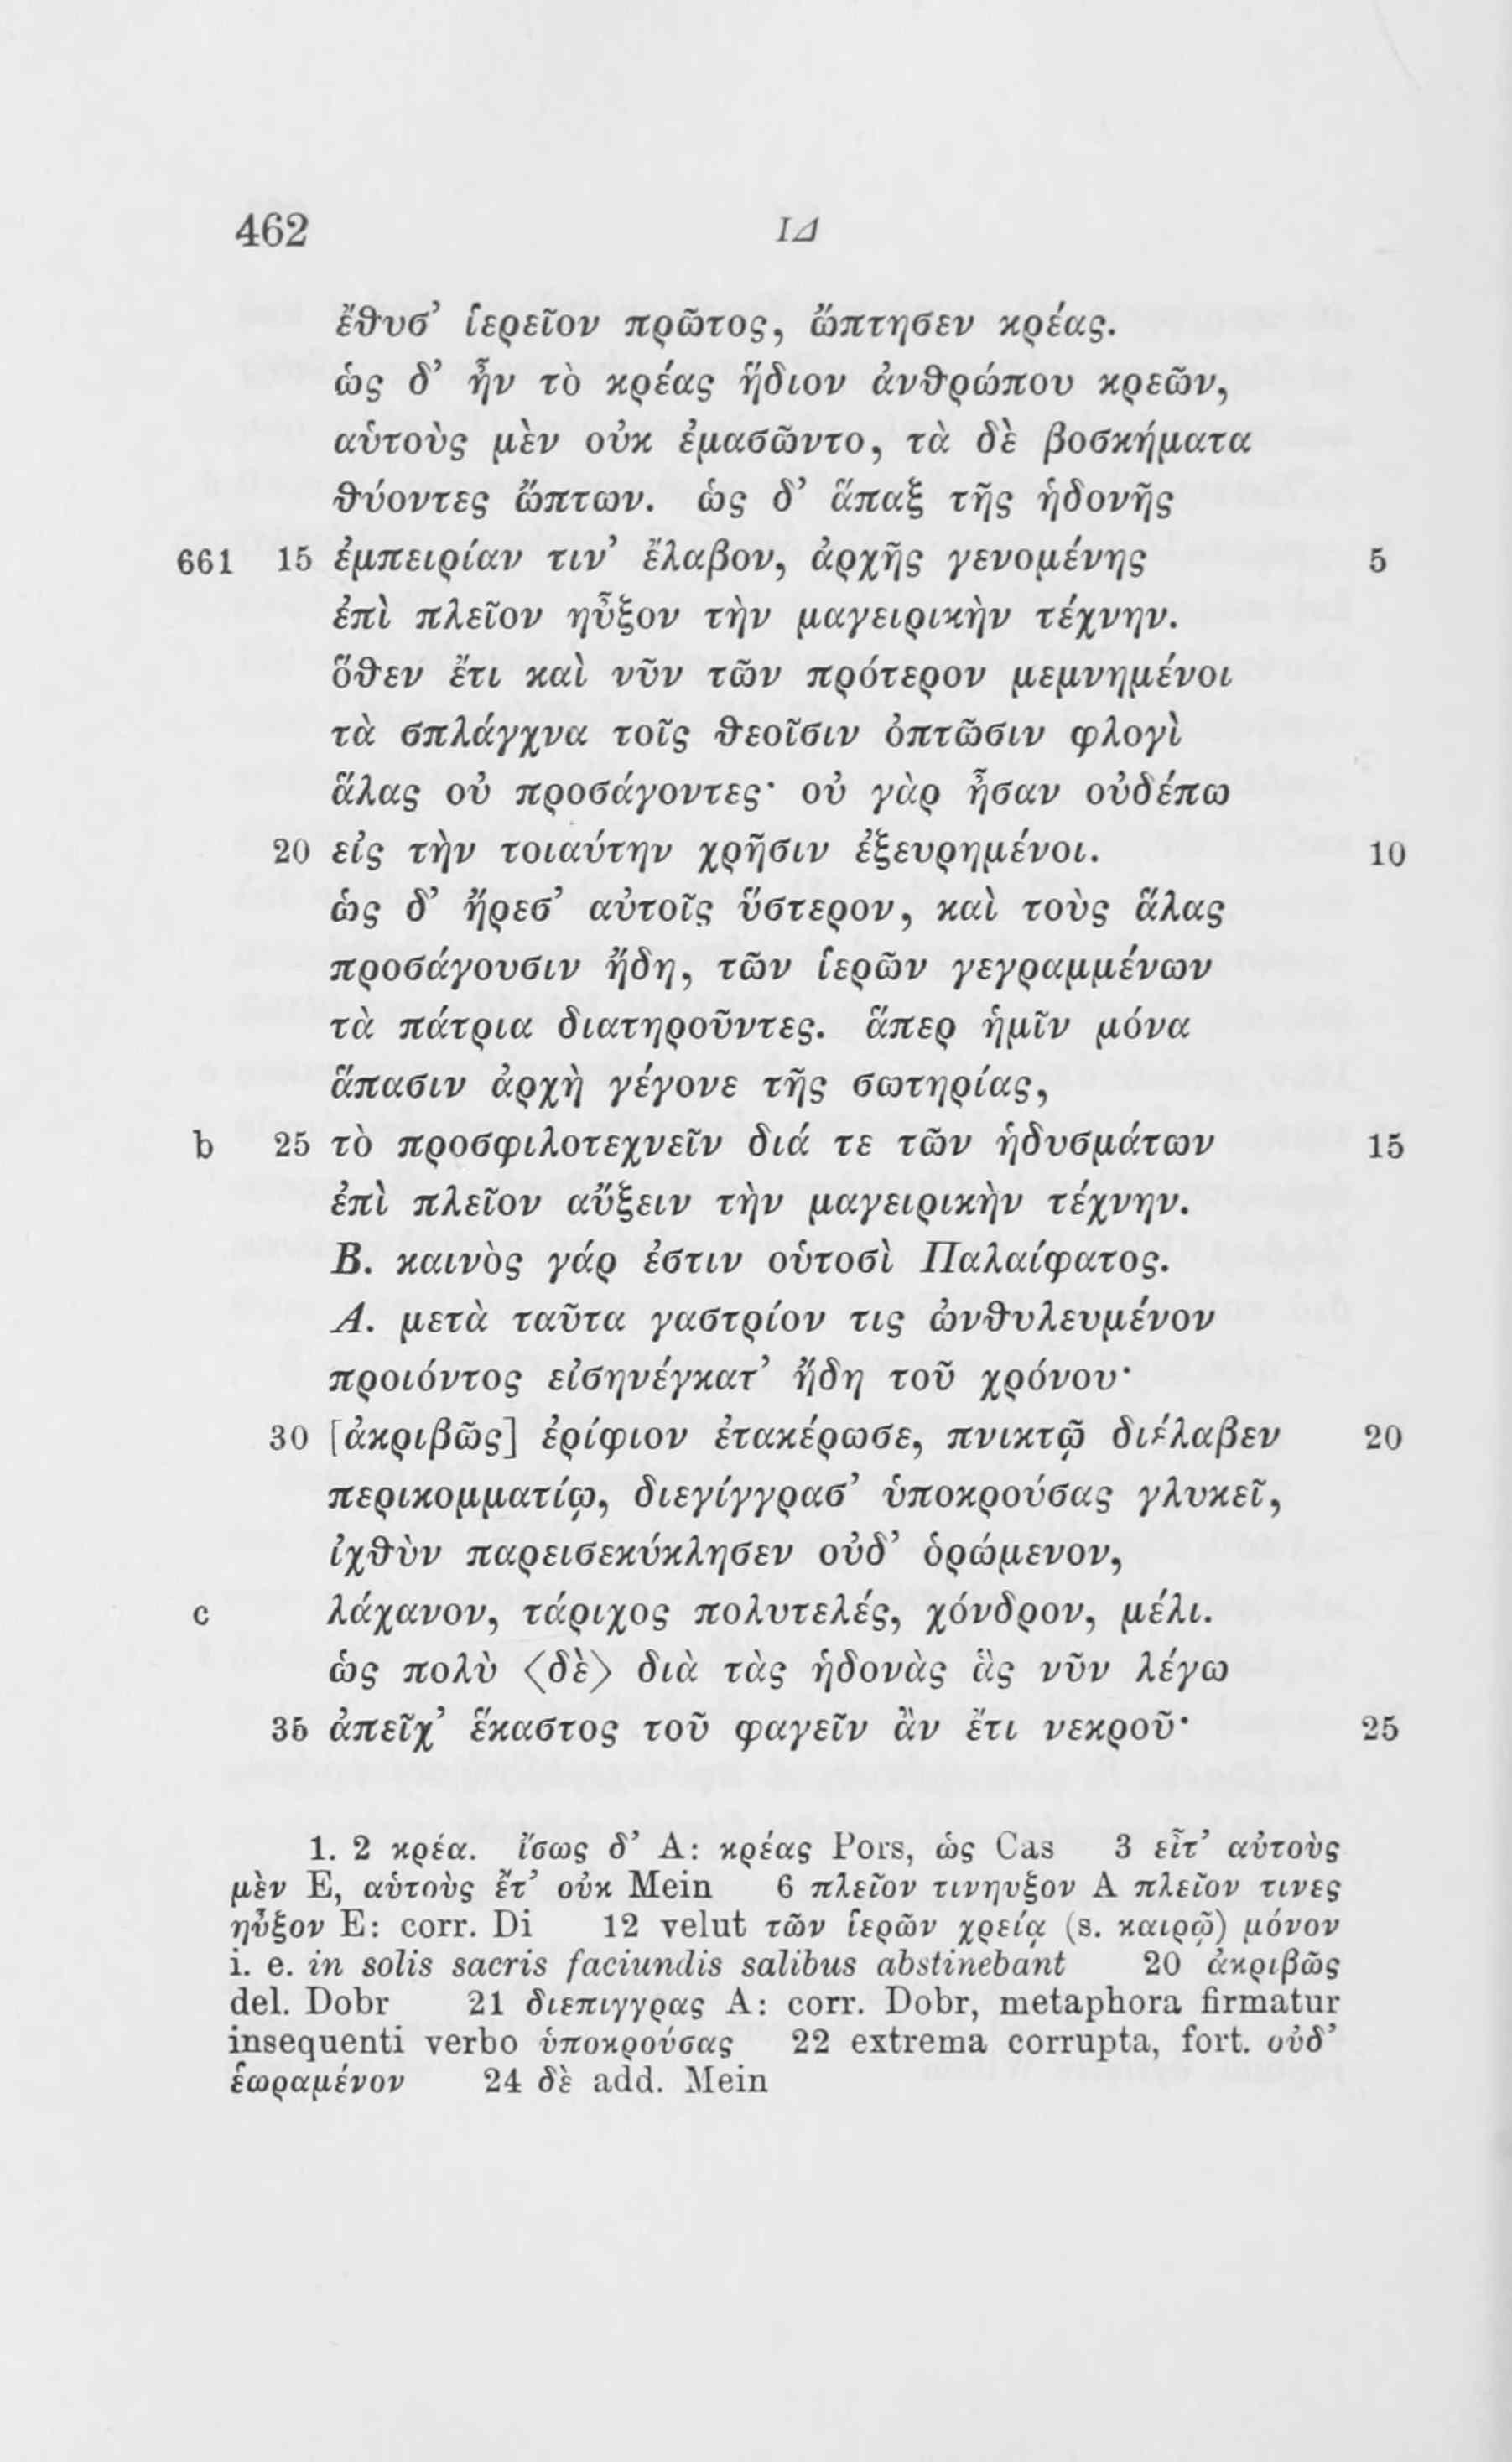 462 ΙΔ
ἔθυσ’ ἱερεῖον πρῶτος, ὤπτησεν κρέας.
ὡς δ’ ἦν τὸ κρέας ἥδιον ἀνθρώπου κρεῶν,
αὑτοὺς μὲν οὐκ ἐμασῶντο, τὰ δὲ βοσκήματα
θύοντες ὤπτων. ὡς δ’ ἅπαξ τῆς ἡδονῆς
661 15 ἐμπειρίαν τιν’ ἔλαβον, ἀρχῆς γενομένης 5
ἐπὶ πλεῖον ηὖξον τὴν μαγειρικὴν τέχνην.
ὅθεν ἔτι καὶ νῦν τῶν πρότερον μεμνημένοι
τὰ σπλάγχνα τοῖς θεοῖσιν ὀπτῶσιν φλογὶ
ἅλας οὐ προσάγοντες· οὐ γὰρ ἦσαν οὐδέπω
20 εἰς τὴν τοιαύτην χρῆσιν ἐξευρημένοι. 10
ὡς δ’ ἤρεσ’ αὐτοῖς ὕστερον, καὶ τοὺς ἅλας
προσάγουσιν ἤδη, τῶν ἱερῶν γεγραμμένων
τὰ πάτρια διατηροῦντες. ἅπερ ἡμῖν μόνα
ἅπασιν ἀρχὴ γέγονε τῆς σωτηρίας,
b 25 τὸ προσφιλοτεχνεῖν διά τε τῶν ἡδυσμάτων 15
ἐπὶ πλεῖον αὔξειν τὴν μαγειρικὴν τέχνην.
Β. καινὸς γάρ ἐστιν οὑτοσὶ Παλαίφατος.
Α. μετὰ ταῦτα γαστρίον τις ὠνθυλευμένον
προιόντος εἰσηνέγκατ’ ἤδη τοῦ χρόνου·
30 [ἀκριβῶς] ἐρίφιον ἐτακέρωσε, πνικτῷ διέλαβεν 20
περικομματίῳ, διεγίγγρασ’ ὑποκρούσας γλυκεῖ,
ἰχθὺν παρεισεκύκλησεν οὐδ’ ὁρώμενον,
c λάχανον, τάριχος πολυτελές, χόνδρον, μέλι.
ὡς πολὺ 〈δὲ〉 διὰ τὰς ἡδονὰς ἃς νῦν λέγω
35 ἀπεῖχ’ ἕκαστος τοῦ φαγεῖν ἂν ἔτι νεκροῦ· 25
1. 2 κρέα. ἴσως δ’ A: κρέας Pors, ὡς Cas 3 εἶτ’ αὐτοὺς
μὲν E, αὑτοὺς ἔτ’ οὐκ Mein 6 πλεῖον τινηυξον A πλεῖον τινες
ηὖξον E: corr. Di 12 velut τῶν ἱερῶν χρείᾳ (s. καιρῷ) μόνον
i. e. in solis sacris faciundis salibus abstinebant 20 ἀκριβῶς
del. Dobr 21 διεπιγγρας A: corr. Dobr, metaphora firmatur
insequenti verbo ὑποκρούσας 22 extrema corrupta, fort. οὐδ’
ἑωραμένον 24 δὲ add. Mein